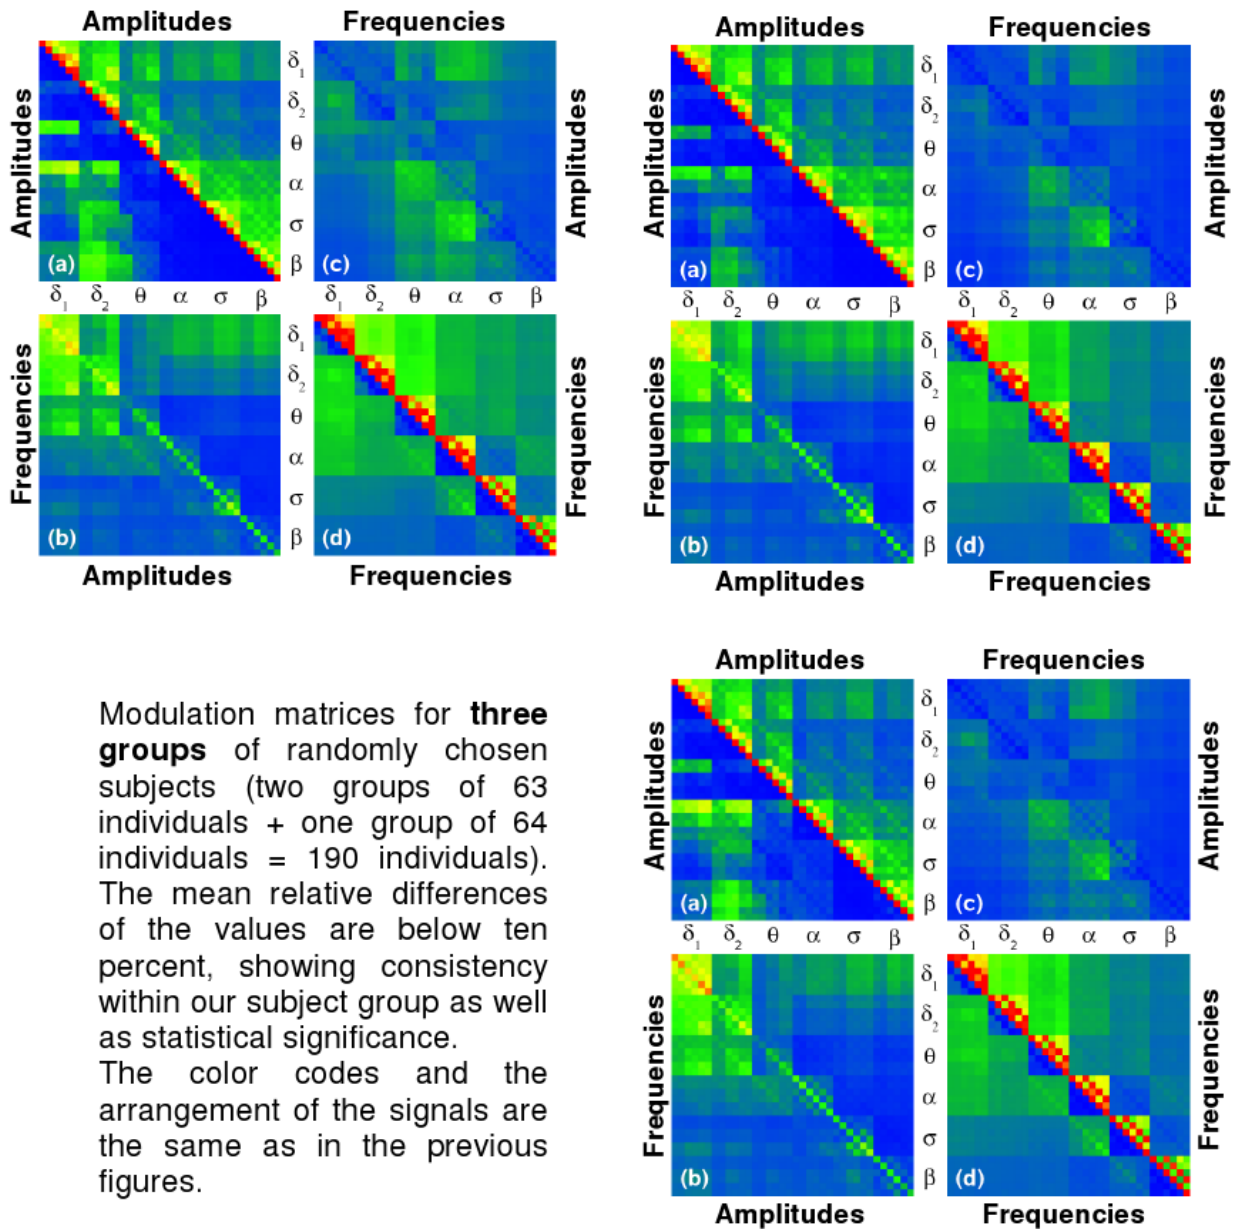 Amplitudes Frequencies
Amplitudes
δ1
δ2
θ
α
σ
β
Amplitudes
(a) (c)
δ1 δ2 θ α σ β δ1 δ2 θ α σ β
Frequencies
δ1
δ2
θ
α
σ
β
Frequencies
(b) (d)
Amplitudes Frequencies
Amplitudes Frequencies
Amplitudes
δ1
δ2
θ
α
σ
β
Amplitudes
(a) (c)
δ1 δ2 θ α σ β δ1 δ2 θ α σ β
Frequencies
δ1
δ2
θ
α
σ
β
Frequencies
(b) (d)
Amplitudes Frequencies
Modulation matrices for three
groups of randomly chosen
subjects (two groups of 63
individuals + one group of 64
individuals = 190 individuals).
The mean relative differences
of the values are below ten
percent, showing consistency
within our subject group as well
as statistical significance.
The color codes and the
arrangement of the signals are
the same as in the previous
figures.
Amplitudes Frequencies
Amplitudes
δ1
δ2
θ
α
σ
β
Amplitudes
(a) (c)
δ1 δ2 θ α σ β δ1 δ2 θ α σ β
Frequencies
δ1
δ2
θ
α
σ
β
Frequencies
(b) (d)
Amplitudes Frequencies